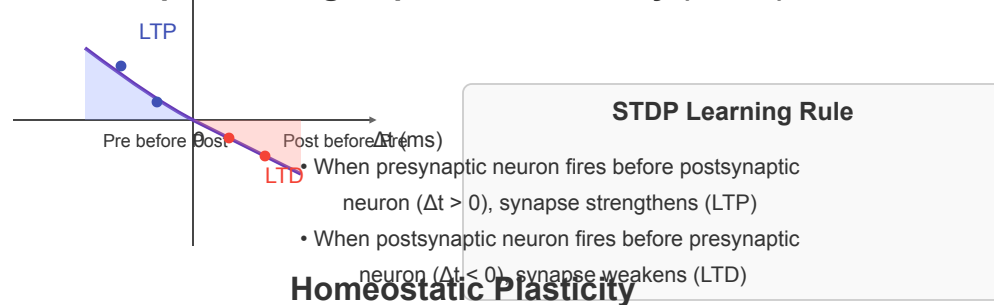 LTP
STDP Learning Rule
Pre before Post
0
Post before Pre
Δt (ms)
• When presynaptic neuron fires before postsynaptic
LTD
neuron (Δt > 0), synapse strengthens (LTP)
• When postsynaptic neuron fires before presynaptic
neuron (Δt < 0), synapse weakens (LTD)
Homeostatic Plasticity